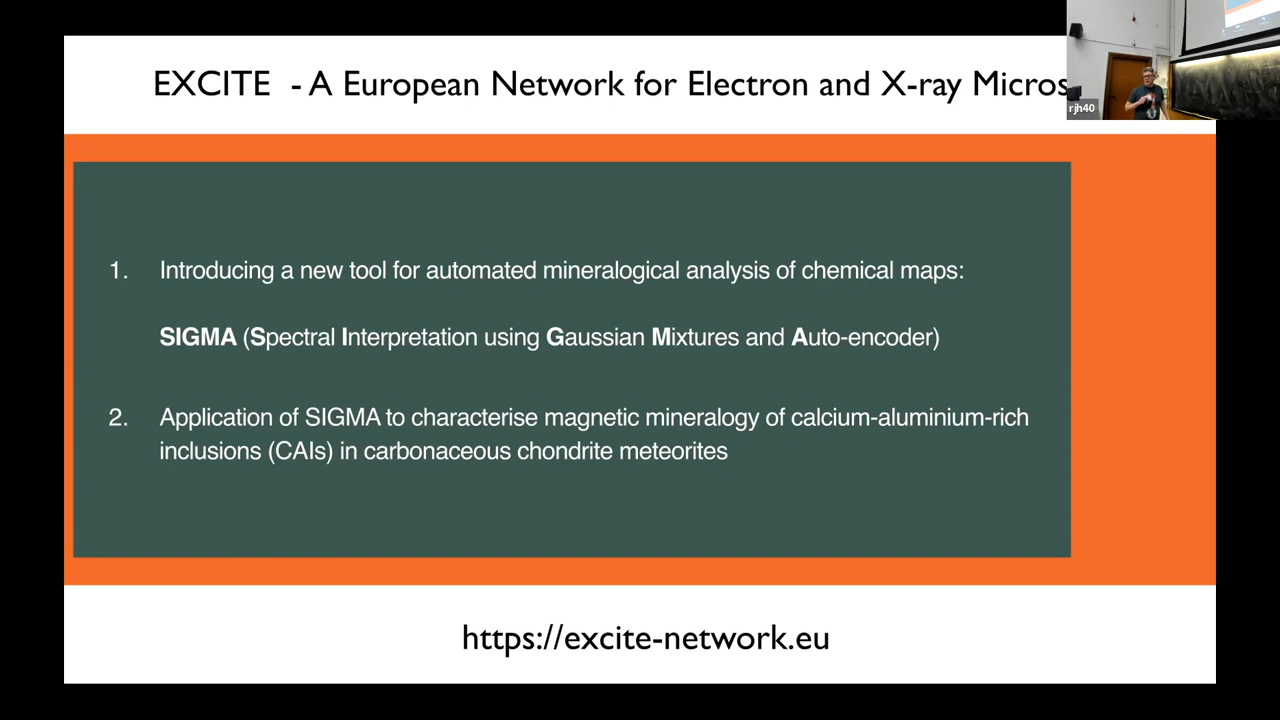 EXCITE - A European Network for Electron and X-ray Micros
rjh40
1. Introducing a new tool for automated mineralogical analysis of chemical maps:
SIGMA (Spectral Interpretation using Gaussian Mixtures and Auto-encoder)
2. Application of SIGMA to characterise magnetic mineralogy of calcium-aluminium-rich
inclusions (CAIs) in carbonaceous chondrite meteorites
https://excite-network.eu